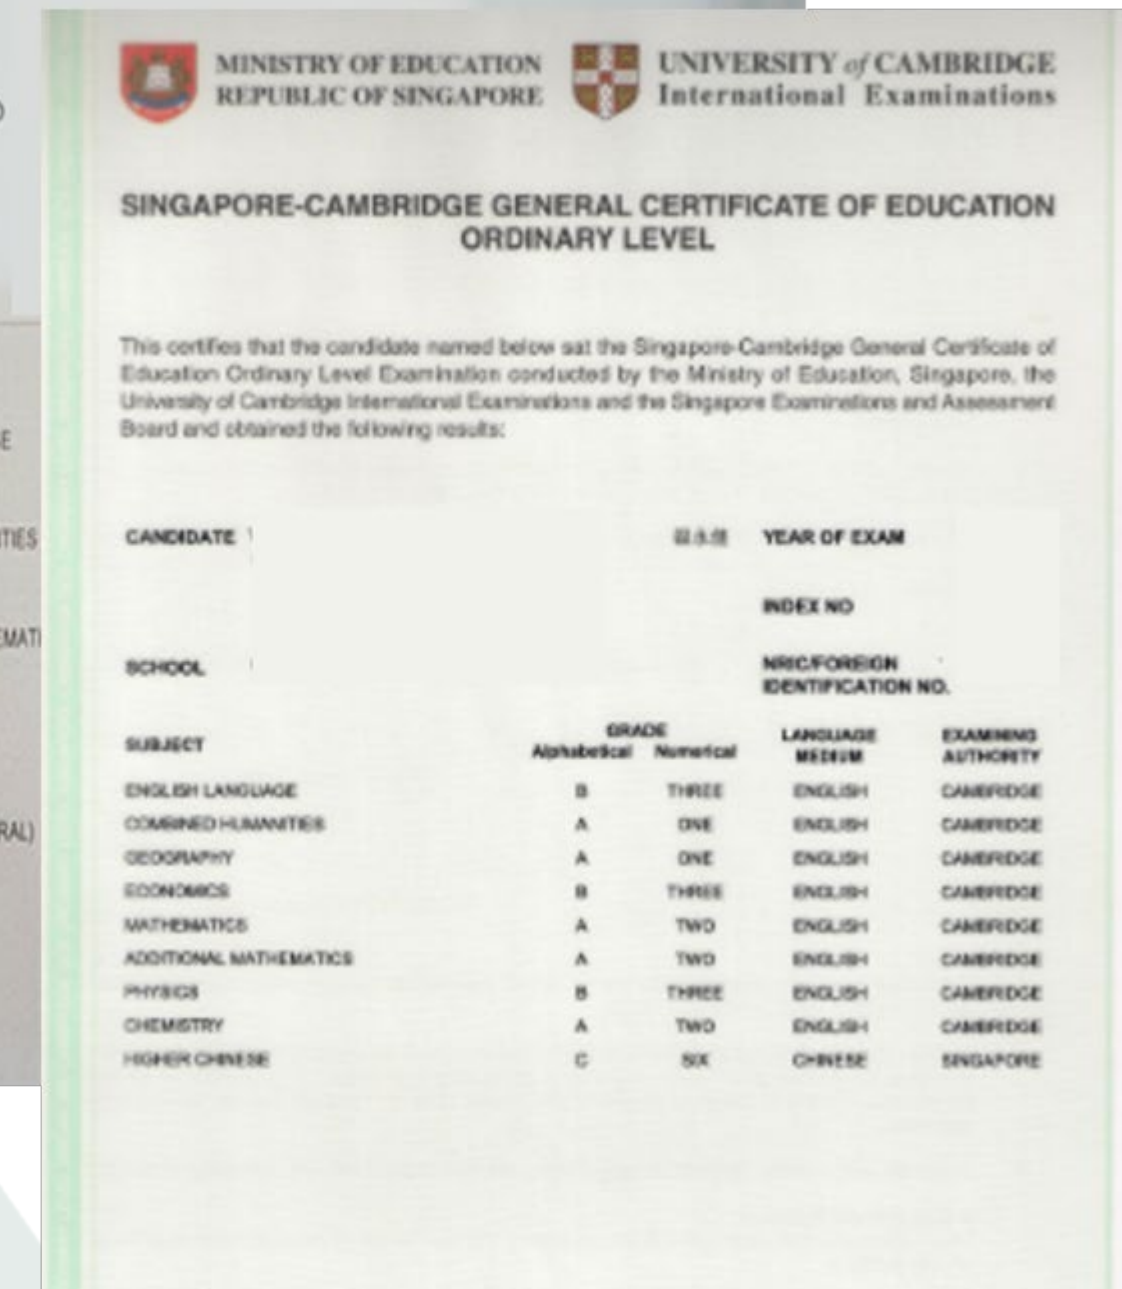 MINISTRY OF EDUCATION
REPUBLIC OF SINGAPORE
UNIVERSITY of CAMBRIDGE
International Examinations
SINGAPORE-CAMBRIDGE GENERAL CERTIFICATE OF EDUCATION
ORDINARY LEVEL
This certifies that the candidate named below sat the Singapore-Cambridge General Certificate of
Education Ordinary Level Examination conducted by the Ministry of Education, Singapore, the
University of Cambridge International Examinations and the Singapore Examinations and Assessment
Board and obtained the following results:
CANDIDATE YEAR OF EXAM
INDEX NO
SCHOOL NRIC/FOREIGN
IDENTIFICATION NO.
SUBJECT GRADE LANGUAGE EXAMINING
Alphabetical Numerical MEDIUM AUTHORITY
ENGLISH LANGUAGE B THREE ENGLISH CAMBRIDGE
COMBINED HUMANITIES A ONE ENGLISH CAMBRIDGE
GEOGRAPHY A ONE ENGLISH CAMBRIDGE
ECONOMICS B THREE ENGLISH CAMBRIDGE
MATHEMATICS A TWO ENGLISH CAMBRIDGE
ADDITIONAL MATHEMATICS A TWO ENGLISH CAMBRIDGE
PHYSICS B THREE ENGLISH CAMBRIDGE
CHEMISTRY A TWO ENGLISH CAMBRIDGE
HIGHER CHINESE C SIX CHINESE SINGAPORE